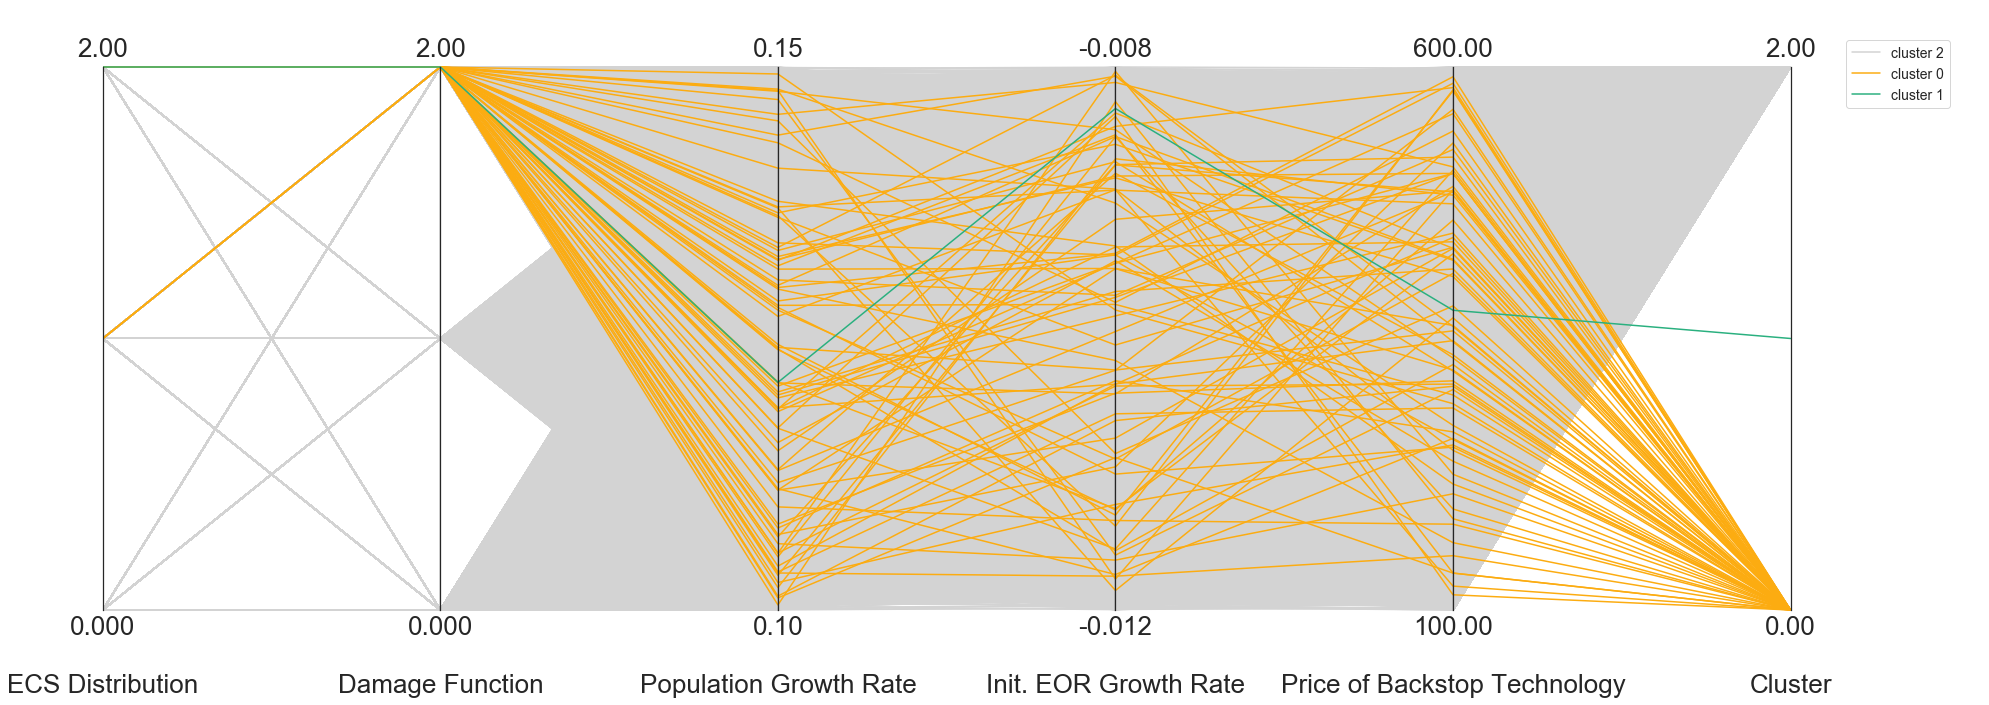 2.00 2.00 0.15 -0.008 600.00 2.00
cluster 2
cluster 0
cluster 1
0.000 0.000 0.10 -0.012 100.00 0.00
ECS Distribution Damage Function Population Growth Rate Init. EOR Growth Rate Price of Backstop Technology Cluster